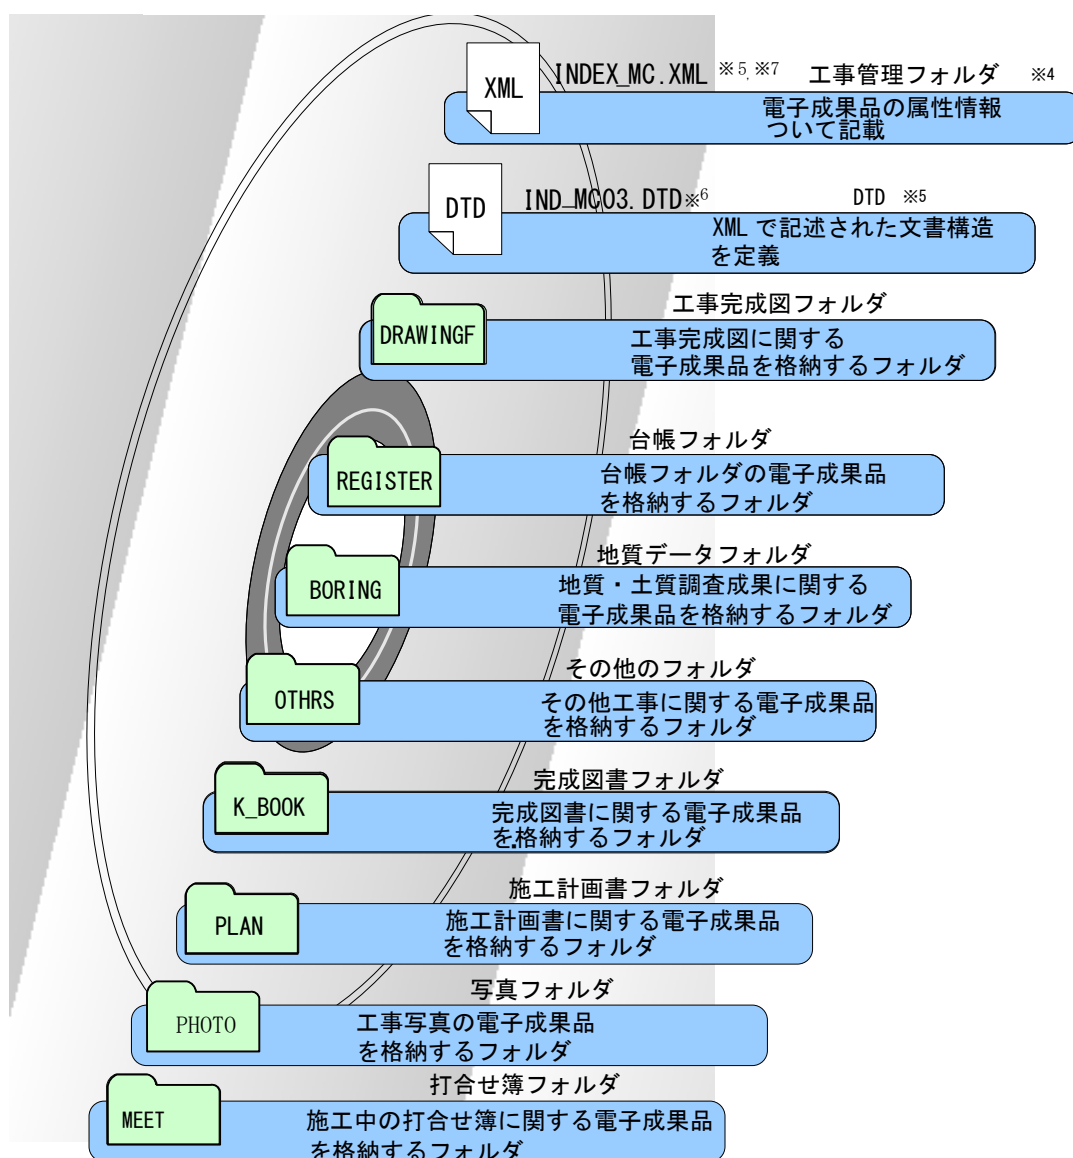 XML
INDEX_MC.XML ※5,※7 工事管理フォルダ ※4
電子成果品の属性情報
ついて記載
DTD
IND_MC03.DTD※6 DTD ※5
XML で記述された文書構造
を定義
工事完成図フォルダ
DRAWINGF
工事完成図に関する
電子成果品を格納するフォルダ
台帳フォルダ
REGISTER
台帳フォルダの電子成果品
を格納するフォルダ
地質データフォルダ
BORING
地質・土質調査成果に関する
電子成果品を格納するフォルダ
その他のフォルダ
OTHRS
その他工事に関する電子成果品
を格納するフォルダ
完成図書フォルダ
K_BOOK
完成図書に関する電子成果品
を格納するフォルダ
施工計画書フォルダ
PLAN
施工計画書に関する電子成果品
を格納するフォルダ
写真フォルダ
PHOTO
工事写真の電子成果品
を格納するフォルダ
打合せ簿フォルダ
MEET
施工中の打合せ簿に関する電子成果品
を格納するフォルダ